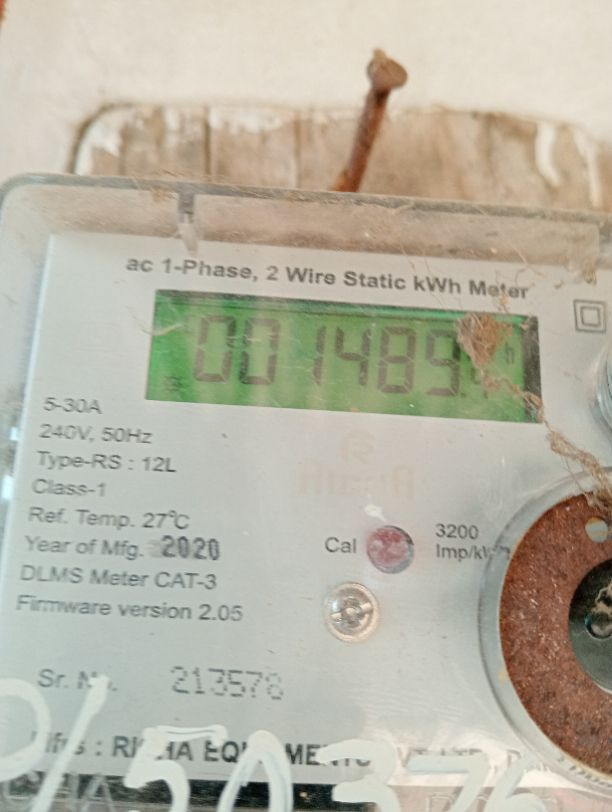 ac 1-Phase, 2 Wire Static kWh Meter
001489.
5-30A
240V, 50Hz
Type-RS : 12L
Class-1
Ref. Temp. 27°C
Year of Mfg. 2020
DLMS Meter CAT-3
Firmware version 2.05
Cal
3200
Imp/kWh
Sr. No. 213578